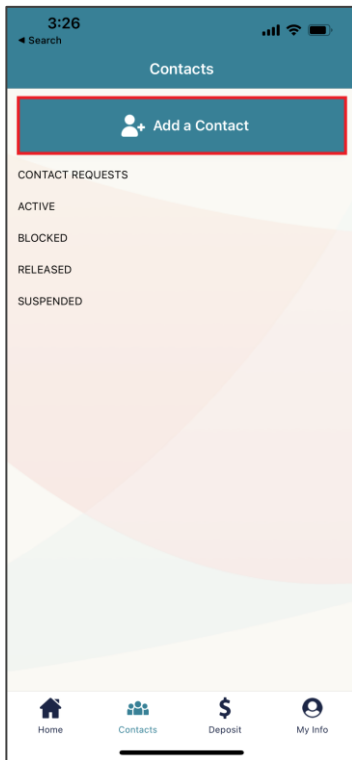 3:26
◀ Search
Contacts
Add a Contact
CONTACT REQUESTS
ACTIVE
BLOCKED
RELEASED
SUSPENDED
Home Contacts Deposit My Info